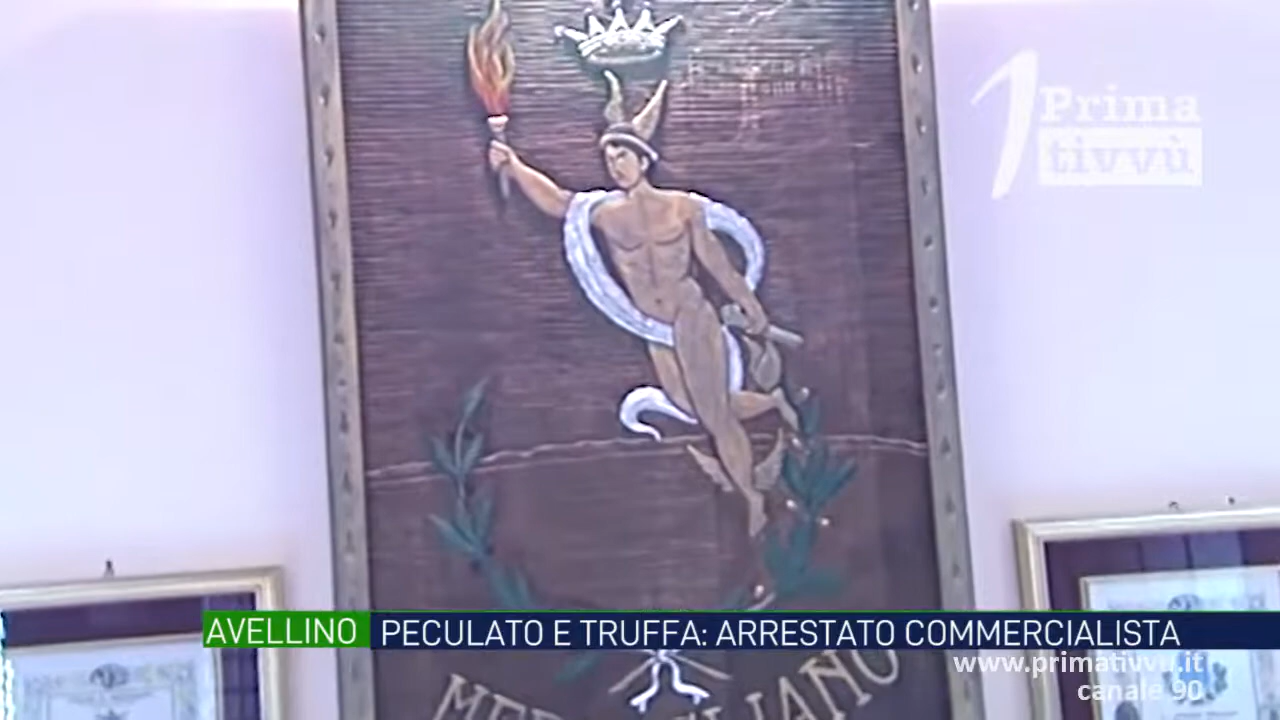 Prima
tivvù
AVELLINO PECULATO E TRUFFA: ARRESTATO COMMERCIALISTA
www.primativvu.it
canale 90